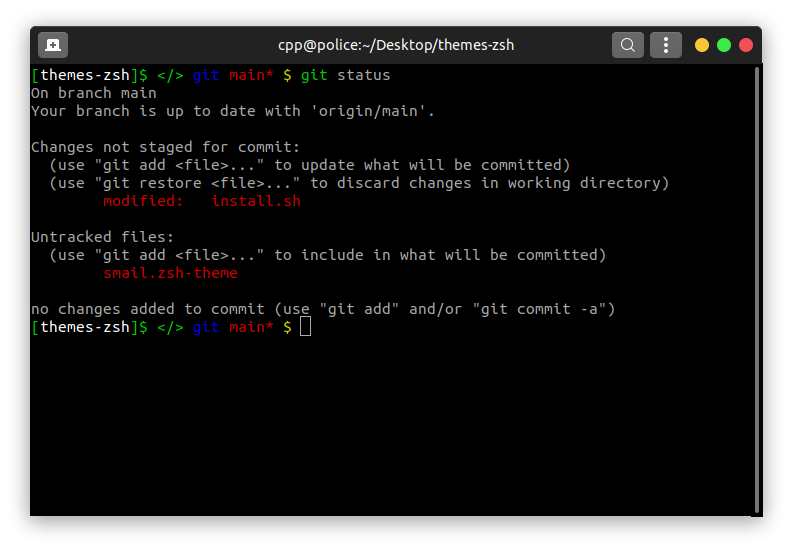 cpp@police:~/Desktop/themes-zsh
[themes-zsh]$ </> git main* $ git status
On branch main
Your branch is up to date with 'origin/main'.
Changes not staged for commit:
(use "git add <file>..." to update what will be committed)
(use "git restore <file>..." to discard changes in working directory)
modified:   install.sh
Untracked files:
(use "git add <file>..." to include in what will be committed)
smail.zsh-theme
no changes added to commit (use "git add" and/or "git commit -a")
[themes-zsh]$ </> git main* $